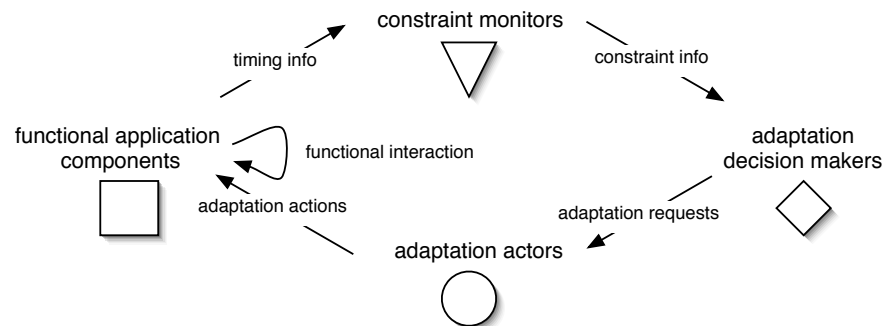 constraint monitors
timing info
constraint info
functional application
components
functional interaction
adaptation
decision makers
adaptation actions
adaptation requests
adaptation actors